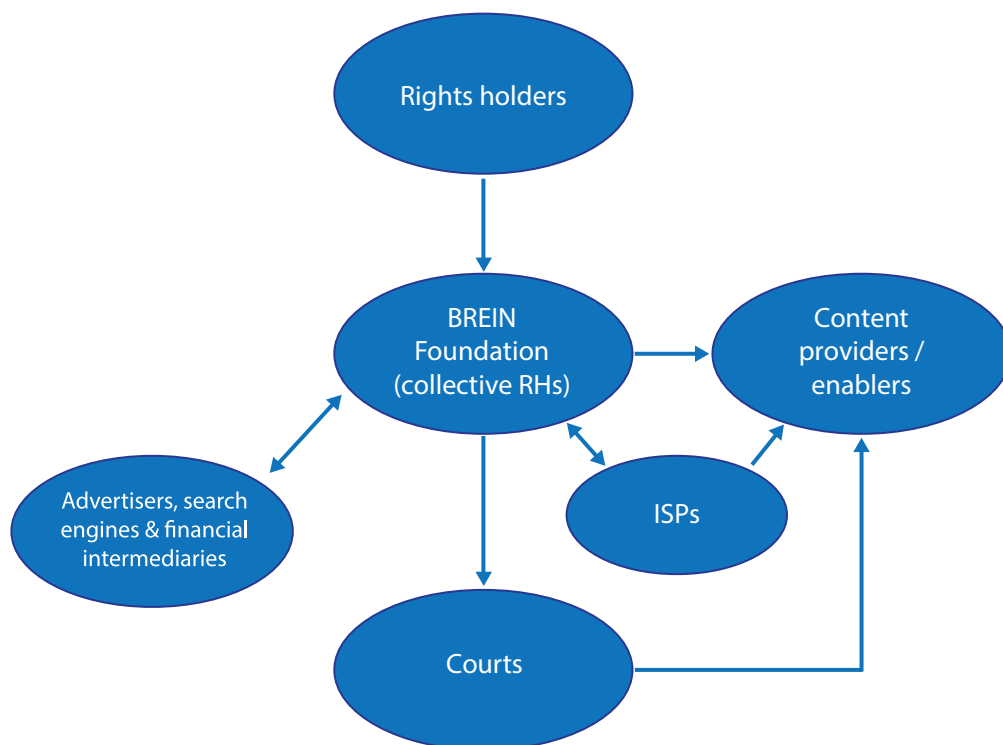 Rights holders
BREIN
Foundation
(collective RHs)
Content
providers /
enablers
Advertisers, search
engines & financial
intermediaries
ISPs
Courts